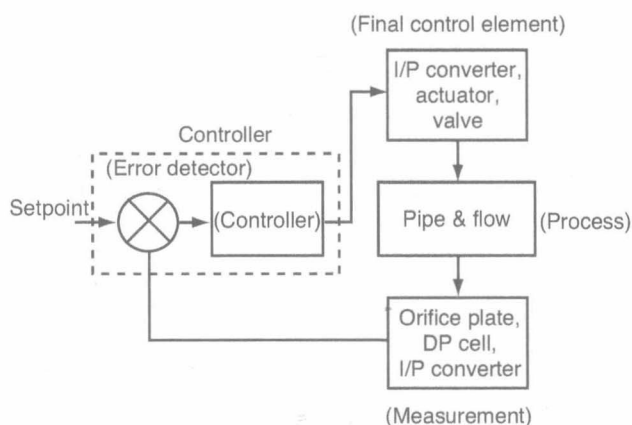 (Final control element)
I/P converter,
actuator,
valve
Controller
(Error detector)
Setpoint
(Controller)
Pipe & flow
(Process)
Orifice plate,
DP cell,
I/P converter
(Measurement)